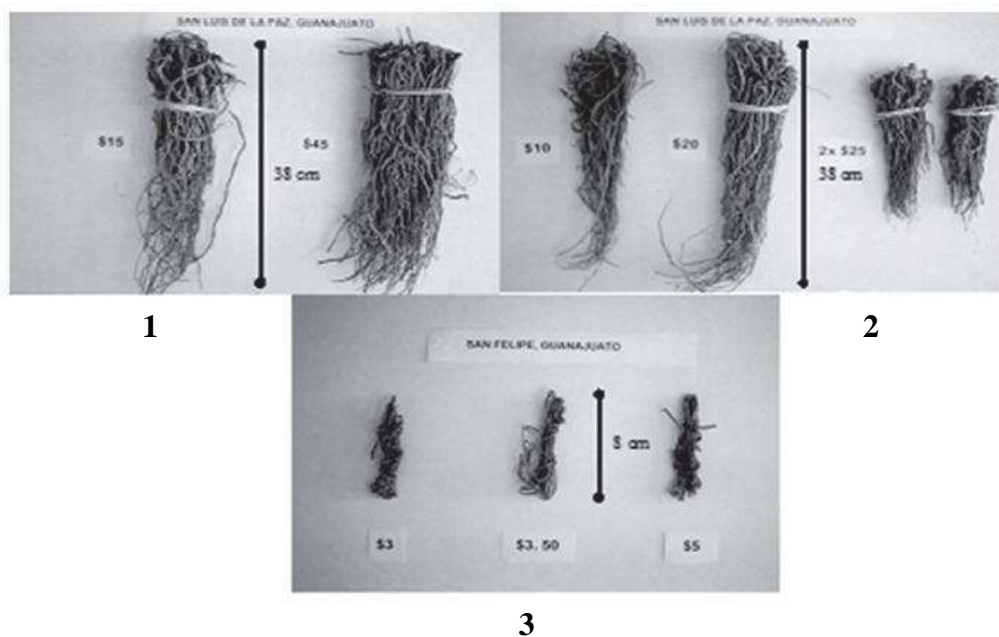 SAN LUIS DE LA PAZ, GUANAJUATO
$15
$45
38 cm
1
SAN LUIS DE LA PAZ, GUANAJUATO
$10
$20
2x $25
38 cm
2
SAN FELIPE, GUANAJUATO
8 cm
$3
$3.50
$5
3